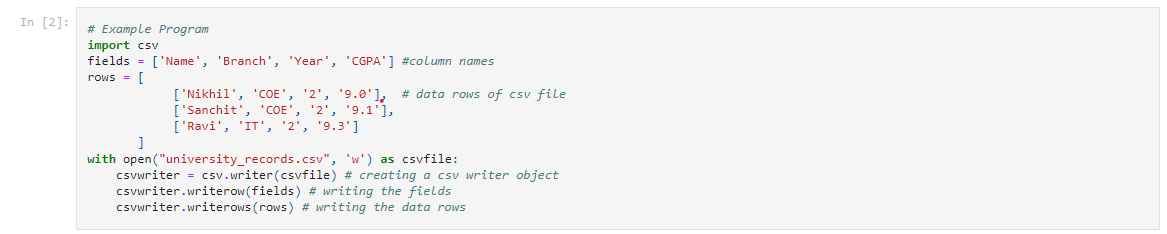 In [2]:
# Example Program
import csv
fields = ['Name', 'Branch', 'Year', 'CGPA'] #column names
rows = [
            ['Nikhil', 'COE', '2', '9.0'],  # data rows of csv file
            ['Sanchit', 'COE', '2', '9.1'],
            ['Ravi', 'IT', '2', '9.3']
       ]
with open("university_records.csv", 'w') as csvfile:
    csvwriter = csv.writer(csvfile) # creating a csv writer object
    csvwriter.writerow(fields) # writing the fields
    csvwriter.writerows(rows) # writing the data rows